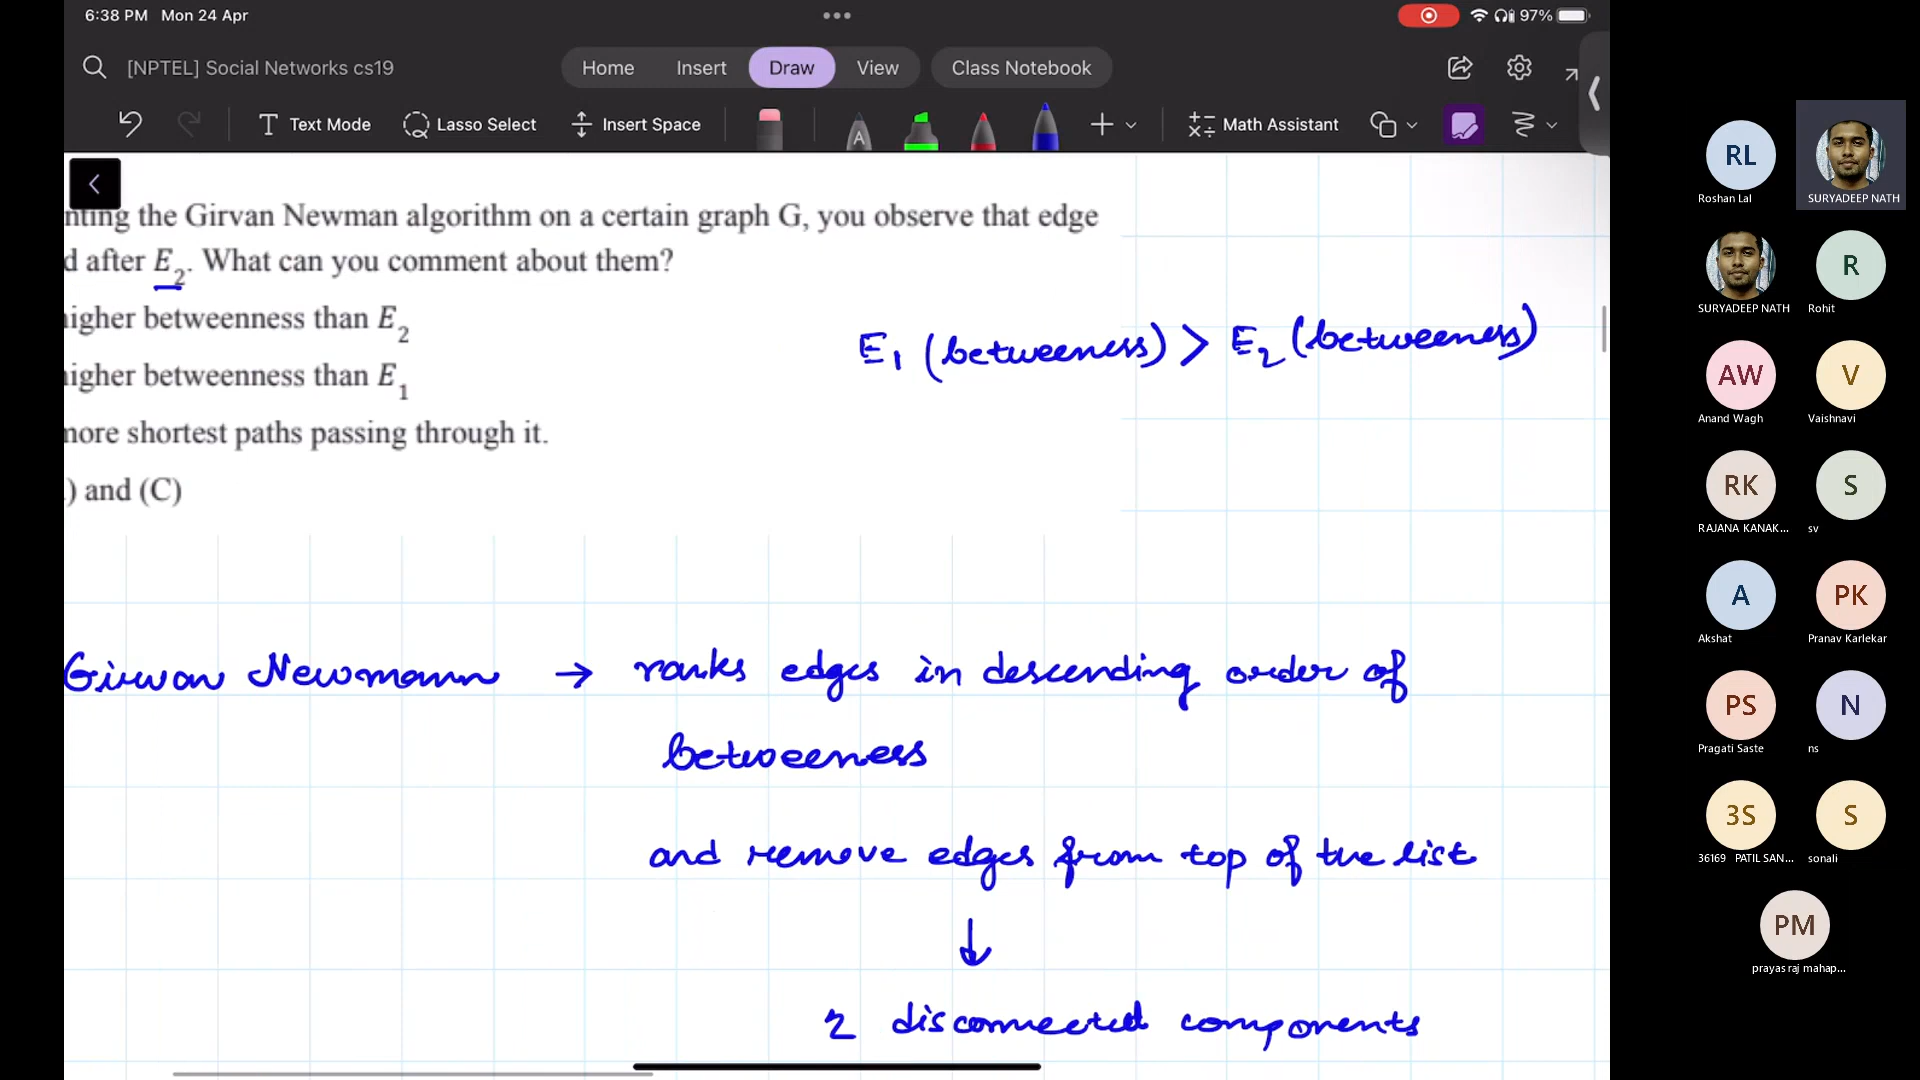 6:38 PM Mon 24 Apr
97%
[NPTEL] Social Networks cs19
Home Insert Draw View Class Notebook
Text Mode Lasso Select Insert Space A Math Assistant
nting the Girvan Newman algorithm on a certain graph G, you observe that edge
d after E2. What can you comment about them?
igher betweenness than E2
E1 (betweeness) > E2 (betweeness)
igher betweenness than E1
more shortest paths passing through it.
) and (C)
Girvan Newmann → ranks edges in descending order of
betweeness
and remove edges from top of the list
↓
2 disconnected components
RL
Roshan Lal
SURYADEEP NATH
SURYADEEP NATH
R
Rohit
AW
Anand Wagh
V
Vaishnavi
RK
RAJANA KANAK...
S
sv
A
Akshat
PK
Pranav Karlekar
PS
Pragati Saste
N
ns
3S
36169 PATIL SAN...
S
sonali
PM
prayas raj mahap...